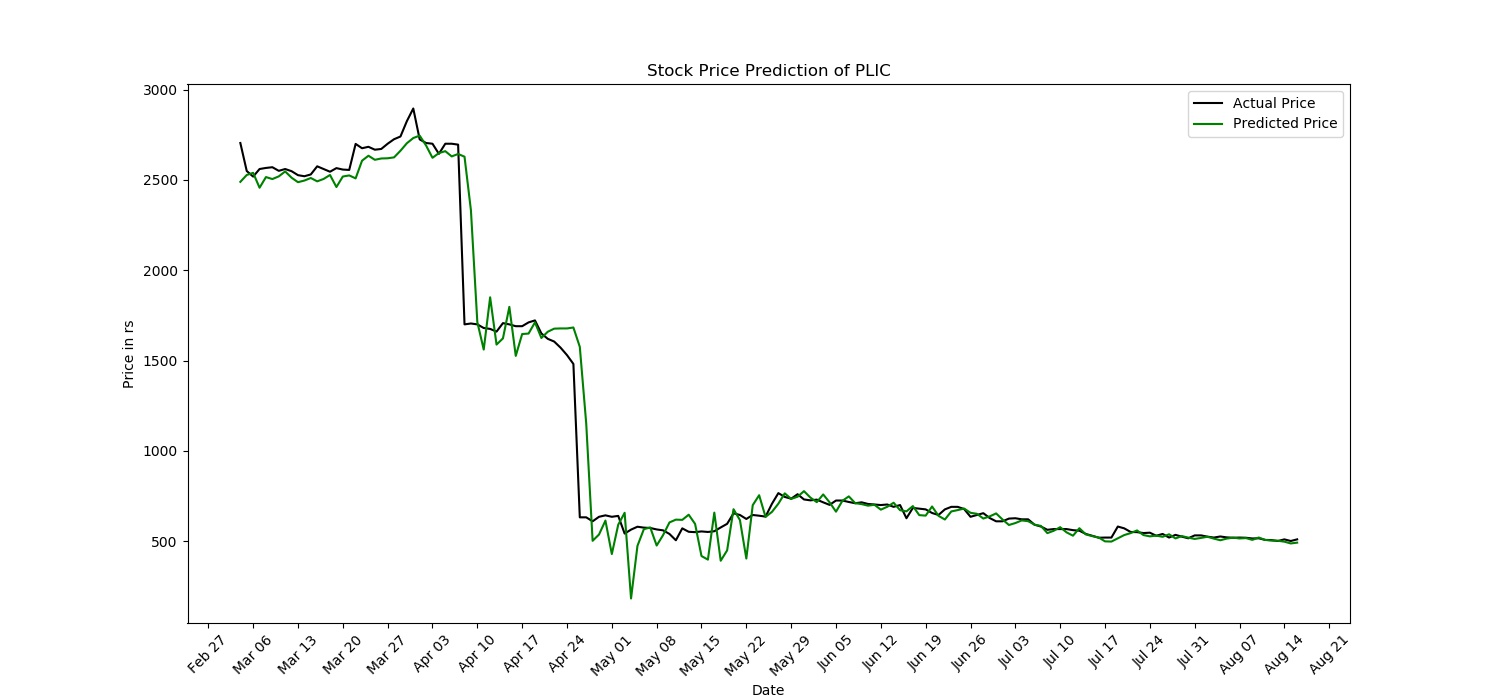 Stock Price Prediction of PLIC
Actual Price
Predicted Price
Price in rs
3000
2500
2000
1500
1000
500
Feb 27
Mar 06
Mar 13
Mar 20
Mar 27
Apr 03
Apr 10
Apr 17
Apr 24
May 01
May 08
May 15
May 22
May 29
Jun 05
Jun 12
Jun 19
Jun 26
Jul 03
Jul 10
Jul 17
Jul 24
Jul 31
Aug 07
Aug 14
Aug 21
Date